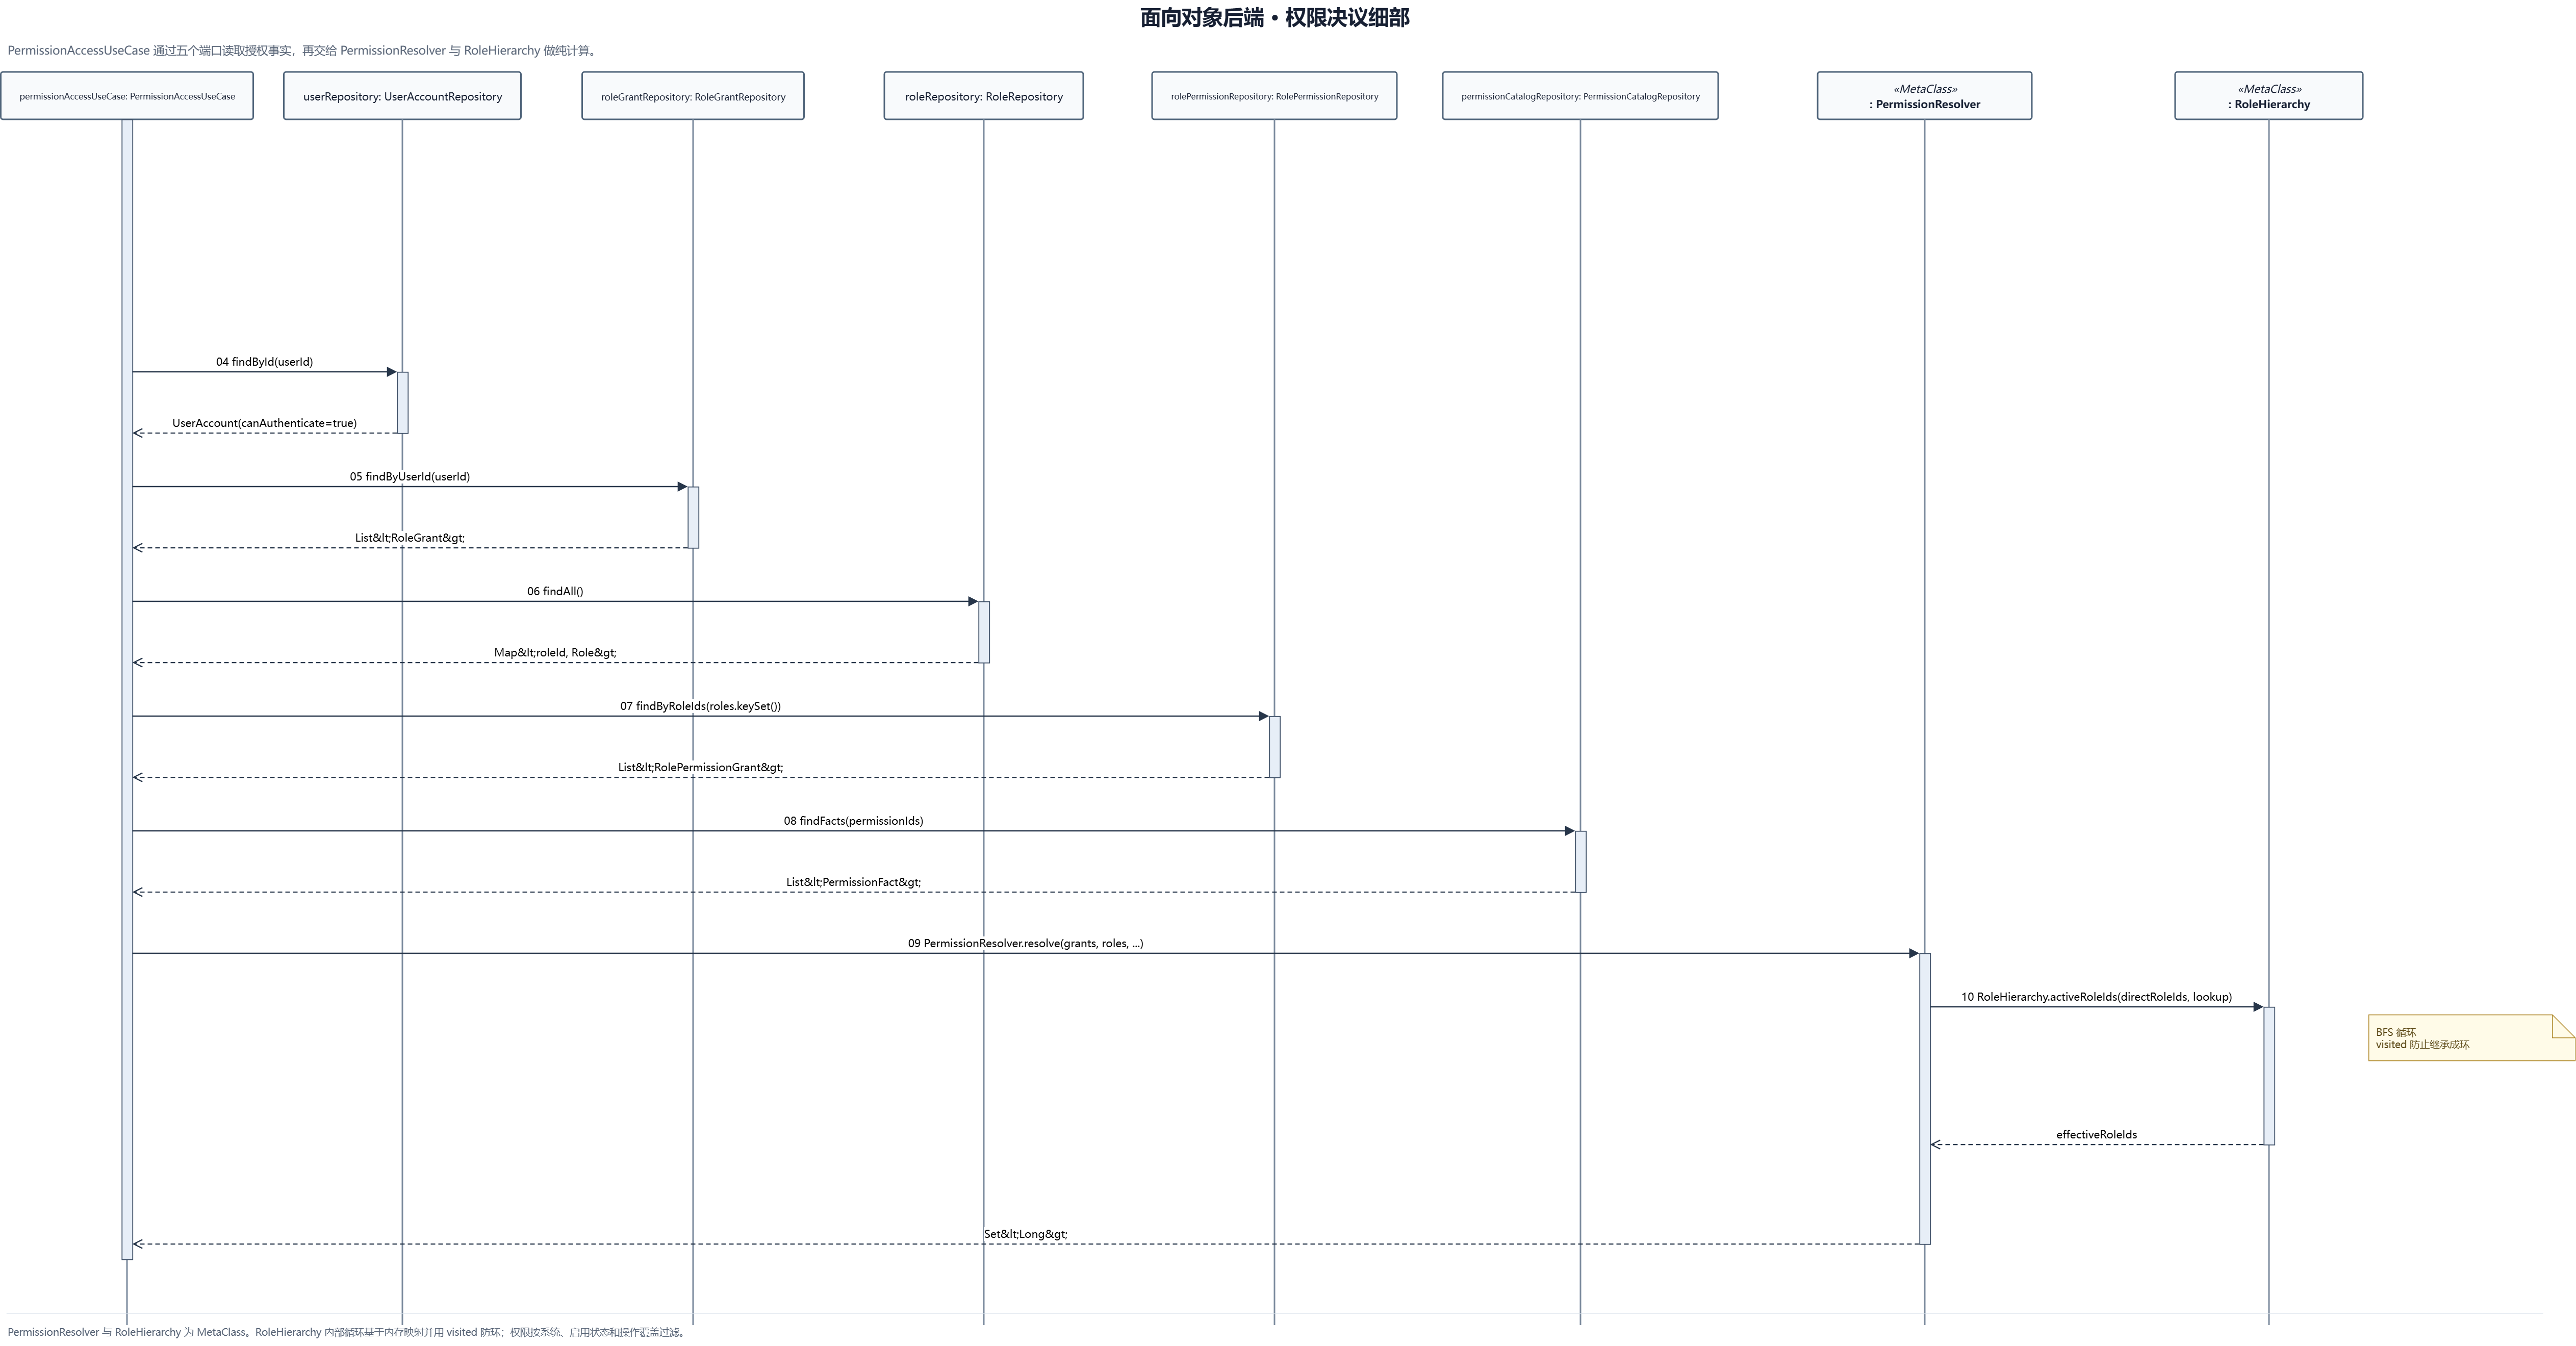 面向对象后端 · 权限决议细部
PermissionAccessUseCase 通过五个端口读取授权事实，再交给 PermissionResolver 与 RoleHierarchy 做纯计算。
permissionAccessUseCase: PermissionAccessUseCase
userRepository: UserAccountRepository
roleGrantRepository: RoleGrantRepository
roleRepository: RoleRepository
rolePermissionRepository: RolePermissionRepository
permissionCatalogRepository: PermissionCatalogRepository
«MetaClass»
: PermissionResolver
«MetaClass»
: RoleHierarchy
04 findById(userId)
UserAccount(canAuthenticate=true)
05 findByUserId(userId)
List&lt;RoleGrant&gt;
06 findAll()
Map&lt;roleId, Role&gt;
07 findByRoleIds(roles.keySet())
List&lt;RolePermissionGrant&gt;
08 findFacts(permissionIds)
List&lt;PermissionFact&gt;
09 PermissionResolver.resolve(grants, roles, ...)
10 RoleHierarchy.activeRoleIds(directRoleIds, lookup)
BFS 循环
visited 防止继承成环
effectiveRoleIds
Set&lt;Long&gt;
PermissionResolver 与 RoleHierarchy 为 MetaClass。RoleHierarchy 内部循环基于内存映射并用 visited 防环；权限按系统、启用状态和操作覆盖过滤。